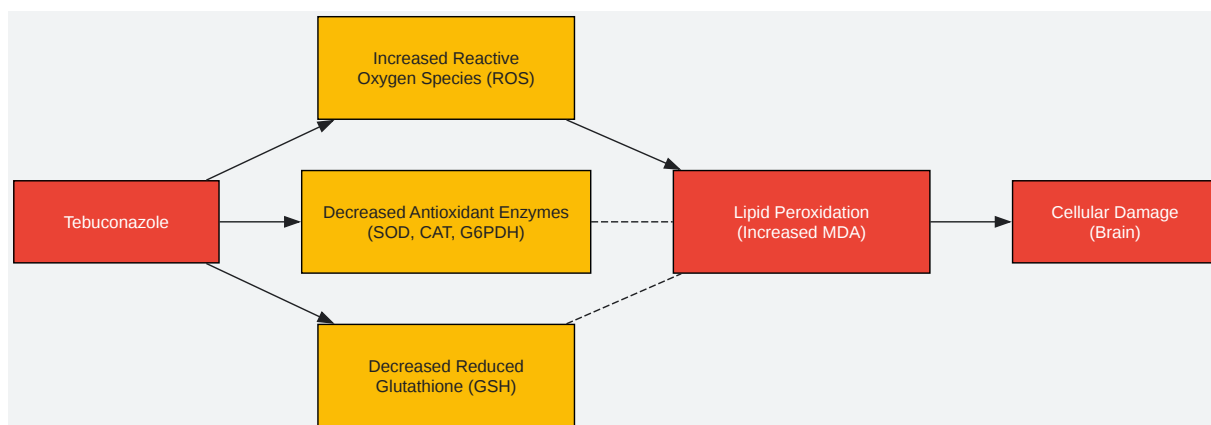 Increased Reactive
Oxygen Species (ROS)
Tebuconazole
Decreased Antioxidant Enzymes
(SOD, CAT, G6PDH)
Lipid Peroxidation
(Increased MDA)
Cellular Damage
(Brain)
Decreased Reduced
Glutathione (GSH)